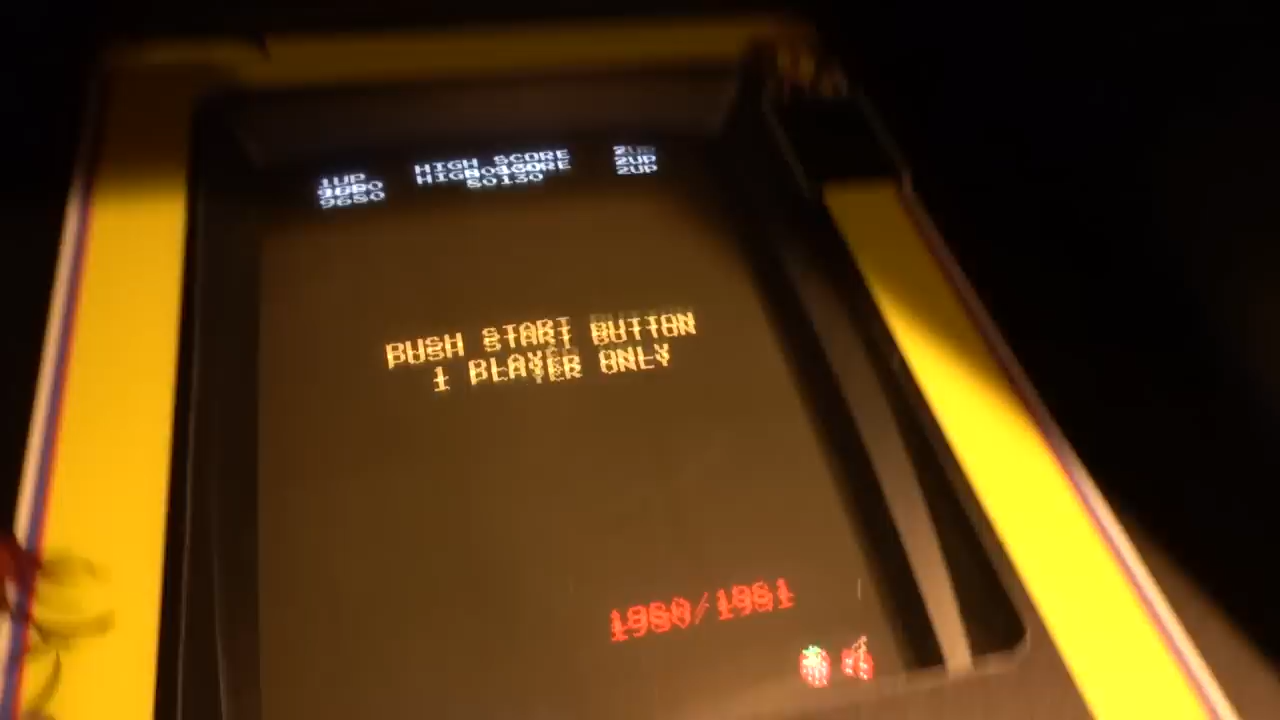 1UP HIGH SCORE 2UP
9680 80130
PUSH START BUTTON
1 PLAYER ONLY
1980/1981